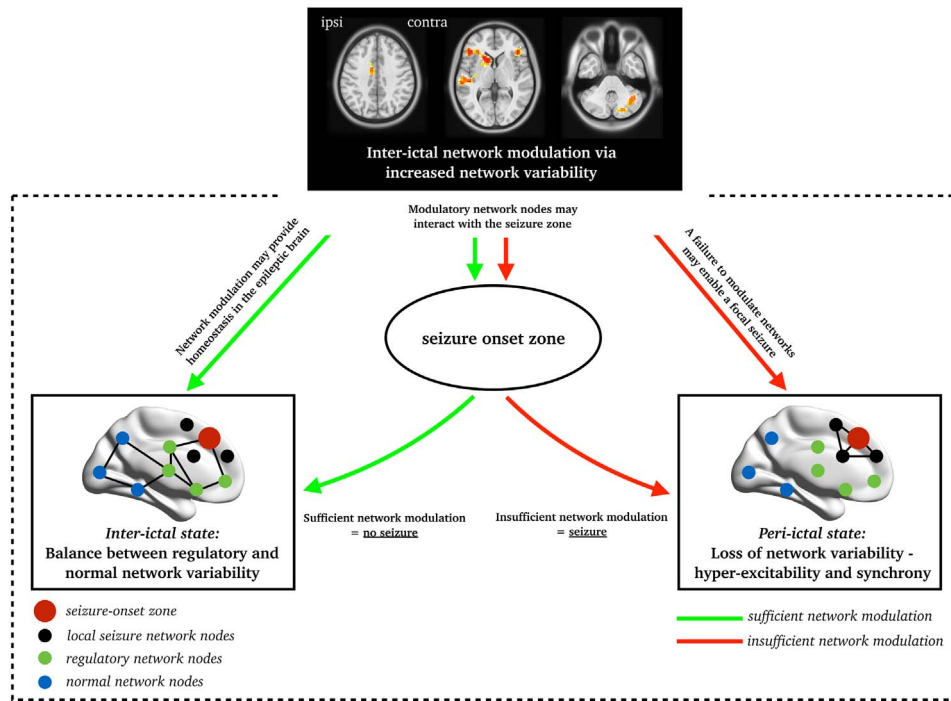 ipsi
contra
Inter-ictal network modulation via
increased network variability
Modulatory network nodes may
interact with the seizure zone
Network modulation may provide
homeostasis in the epileptic brain
A failure to modulate networks
may enable a focal seizure
seizure onset zone
Sufficient network modulation
= no seizure
Insufficient network modulation
= seizure
Inter-ictal state:
Balance between regulatory and
normal network variability
Peri-ictal state:
Loss of network variability -
hyper-excitability and synchrony
seizure-onset zone
local seizure network nodes
regulatory network nodes
normal network nodes
sufficient network modulation
insufficient network modulation